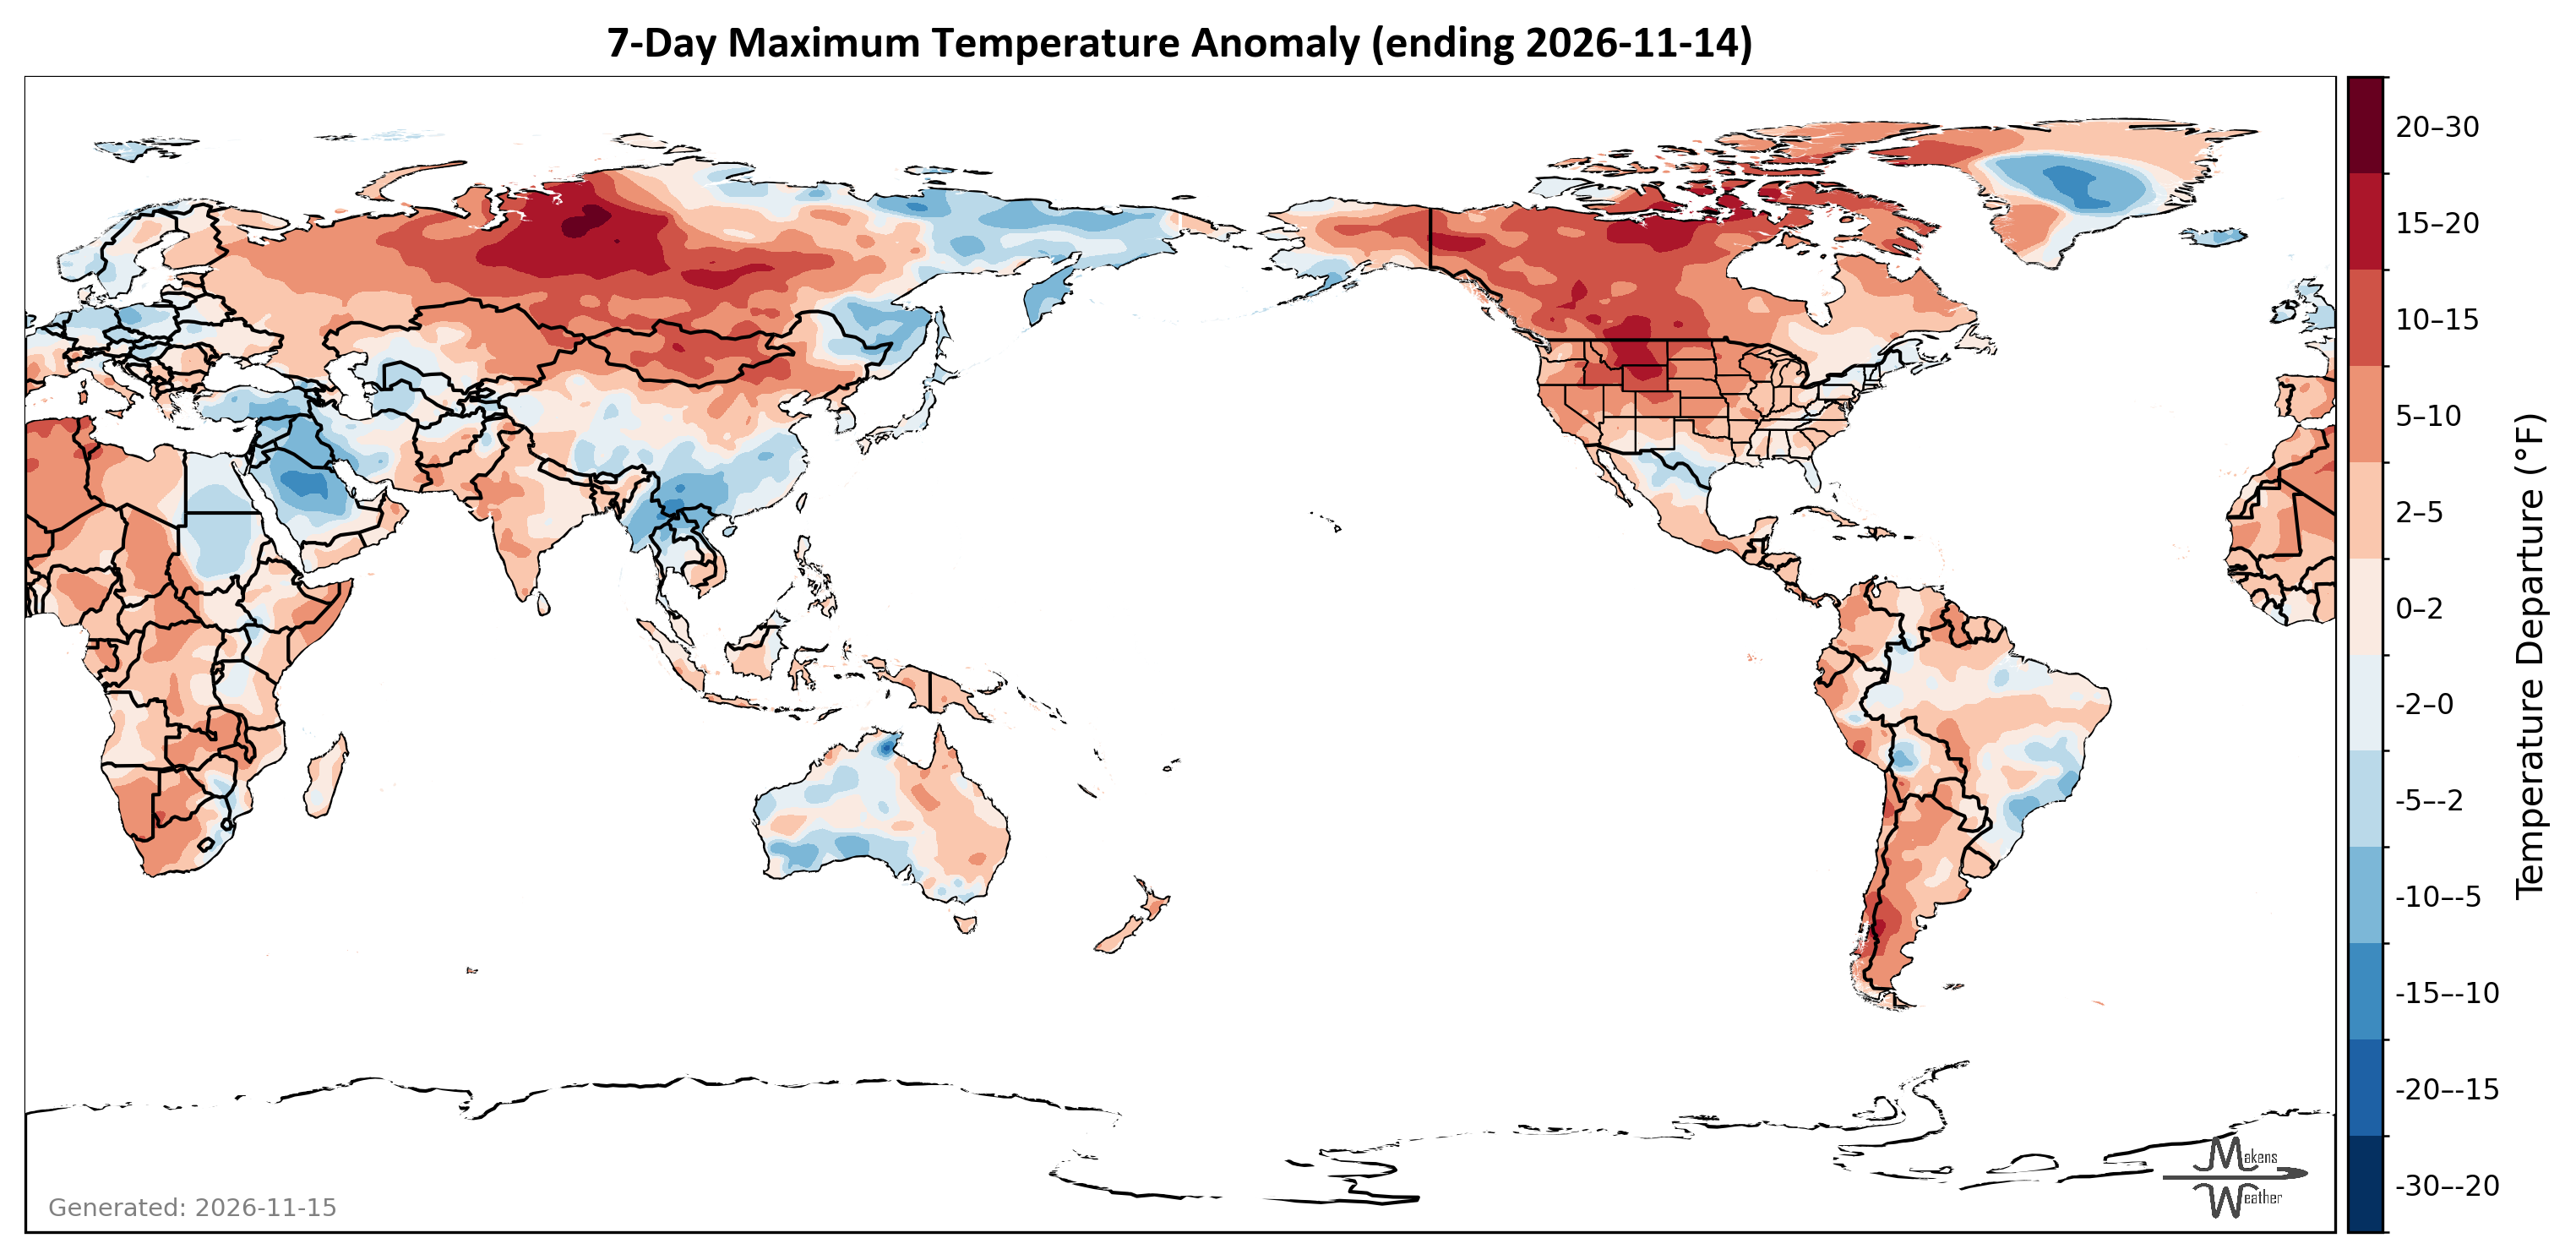 7-Day Maximum Temperature Anomaly (ending 2026-11-14)
20–30
15–20
10–15
5–10
2–5
0–2
-2–0
-5–-2
-10–-5
-15–-10
-20–-15
-30–-20
Temperature Departure (°F)
Makens
Weather
Generated: 2026-11-15